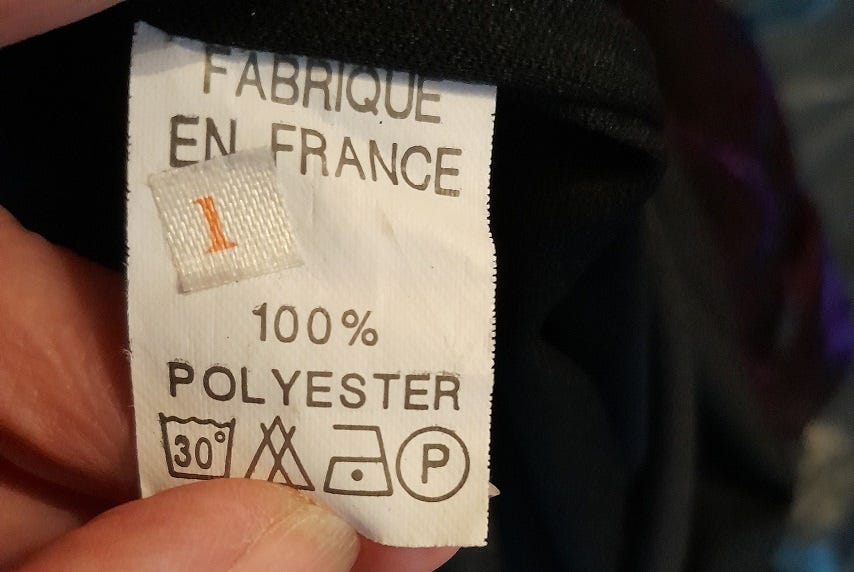 FABRIQUE
EN FRANCE
1
100%
POLYESTER
30° P